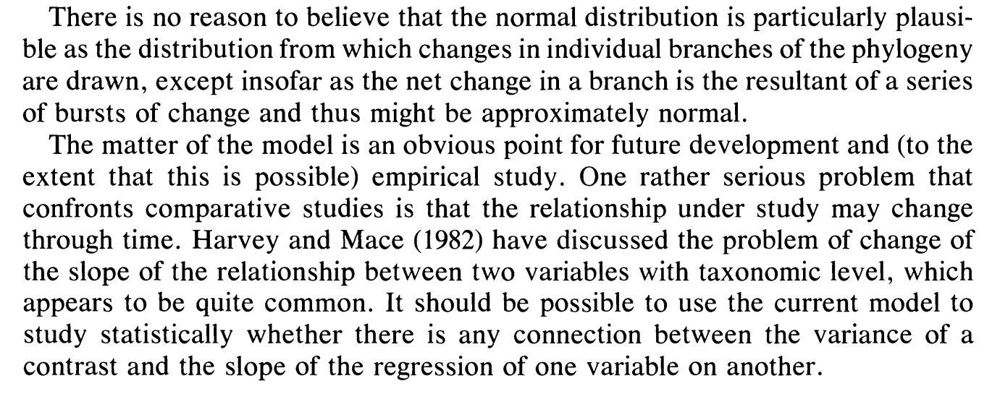 There is no reason to believe that the normal distribution is particularly plausi-
ble as the distribution from which changes in individual branches of the phylogeny
are drawn, except insofar as the net change in a branch is the resultant of a series
of bursts of change and thus might be approximately normal.
The matter of the model is an obvious point for future development and (to the
extent that this is possible) empirical study. One rather serious problem that
confronts comparative studies is that the relationship under study may change
through time. Harvey and Mace (1982) have discussed the problem of change of
the slope of the relationship between two variables with taxonomic level, which
appears to be quite common. It should be possible to use the current model to
study statistically whether there is any connection between the variance of a
contrast and the slope of the regression of one variable on another.